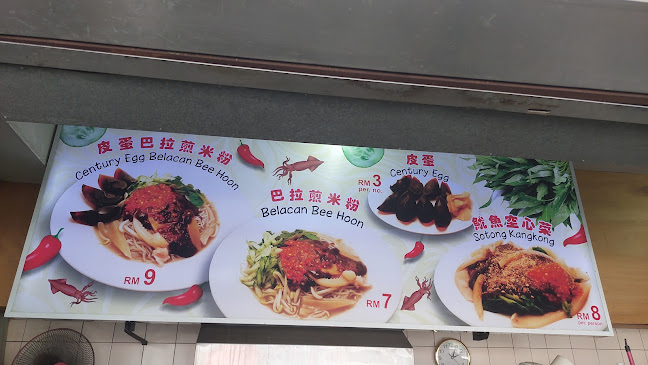 皮蛋巴拉煎米粉
Century Egg Belacan Bee Hoon
RM 9
巴拉煎米粉
Belacan Bee Hoon
RM 7
皮蛋
Century Egg
RM 3
per no.
魷魚空心菜
Sotong Kangkong
RM 8
per person